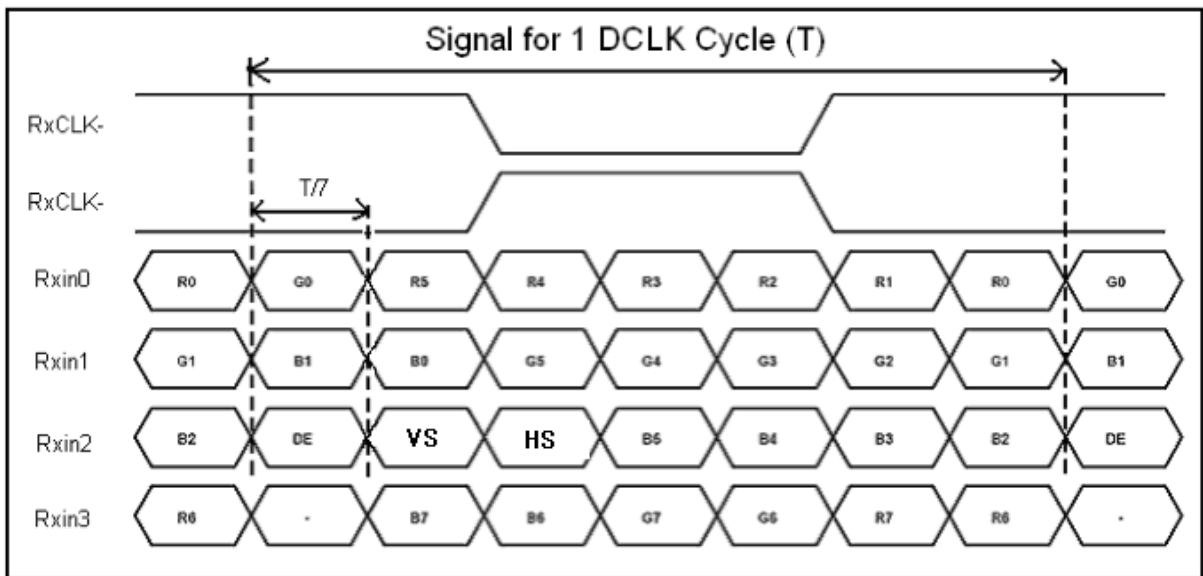 Signal for 1 DCLK Cycle (T)
RxCLK-
T/7
RxCLK-
Rxin0 R0 G0 R5 R4 R3 R2 R1 R0 G0
Rxin1 G1 B1 B0 G5 G4 G3 G2 G1 B1
Rxin2 B2 DE VS HS B5 B4 B3 B2 DE
Rxin3 R6 - B7 B6 G7 G6 R7 R6 -